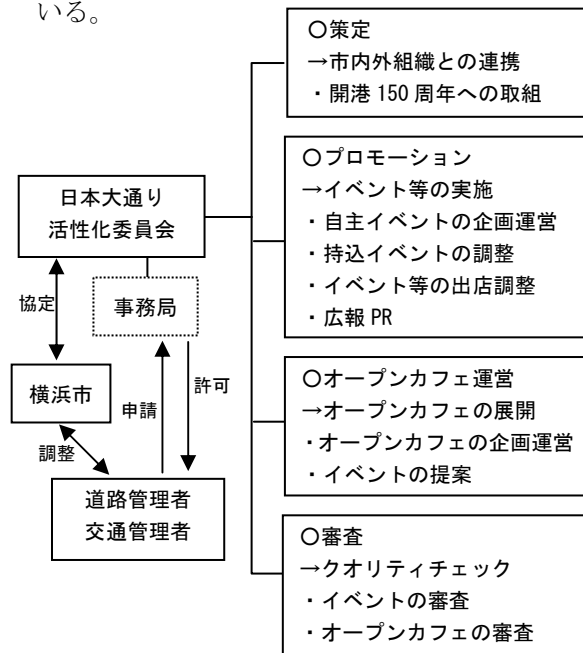 いる。
○策定
→市内外組織との連携
・開港 150 周年への取組
○プロモーション
→イベント等の実施
・自主イベントの企画運営
・持込イベントの調整
・イベント等の出店調整
・広報 PR
○オープンカフェ運営
→オープンカフェの展開
・オープンカフェの企画運営
・イベントの提案
○審査
→クオリティチェック
・イベントの審査
・オープンカフェの審査
日本大通り
活性化委員会
協定
事務局
横浜市
申請
許可
調整
道路管理者
交通管理者